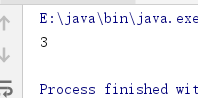 E:\java\bin\java.exe
3
Process finished wit